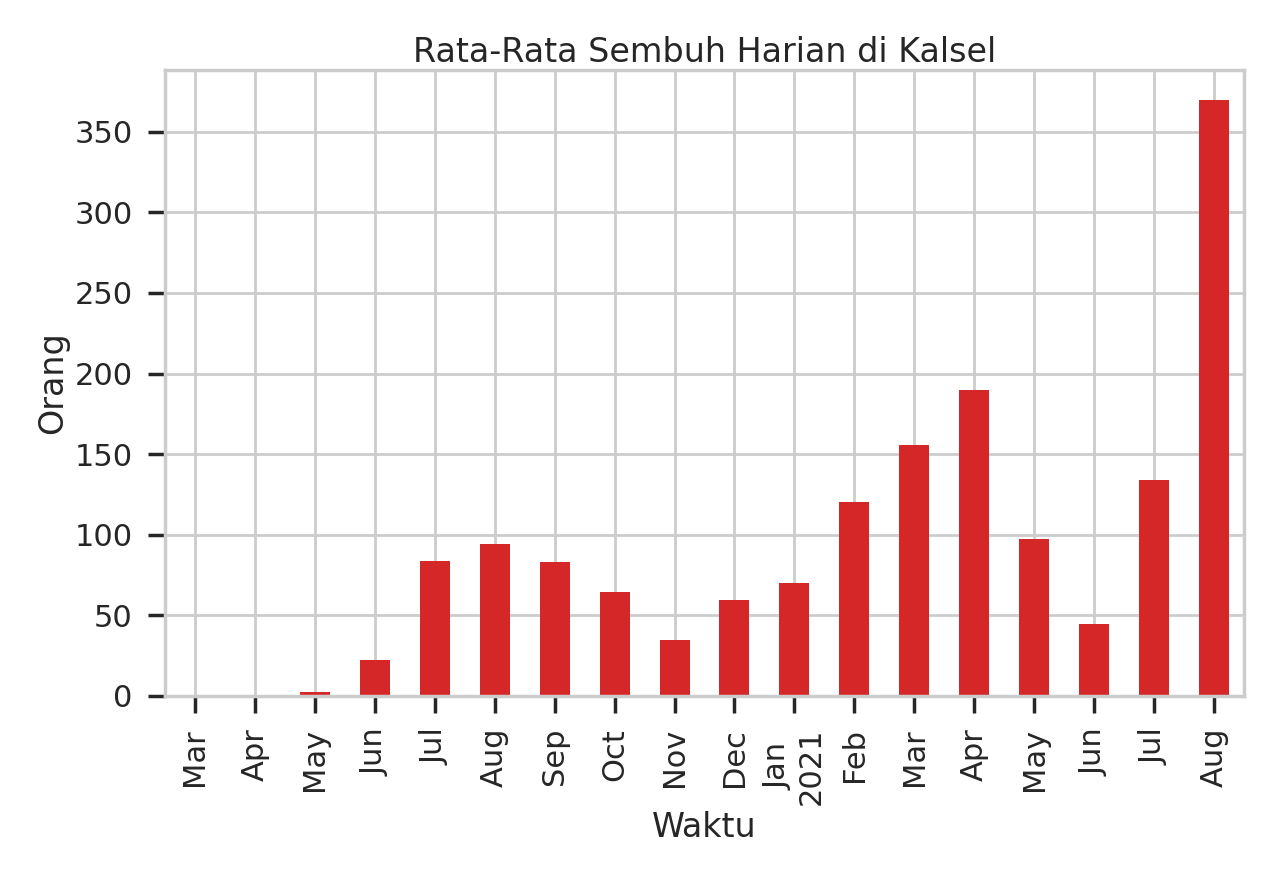 Rata-Rata Sembuh Harian di Kalsel
350
300
250
200
150
100
50
0
Orang
Mar
Apr
May
Jun
Jul
Aug
Sep
Oct
Nov
Dec
Jan
2021
Feb
Mar
Apr
May
Jun
Jul
Aug
Waktu